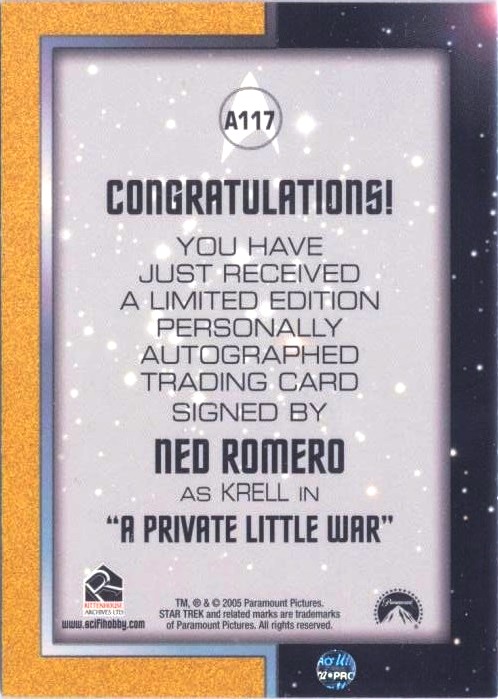 A117
CONGRATULATIONS!
YOU HAVE
JUST RECEIVED
A LIMITED EDITION
PERSONALLY
AUTOGRAPHED
TRADING CARD
SIGNED BY
NED ROMERO
AS KRELL IN
"A PRIVATE LITTLE WAR"
RITTENHOUSE
ARCHIVES LTD
www.scifihobby.com
TM, ® & © 2005 Paramount Pictures.
STAR TREK and related marks are trademarks
of Paramount Pictures. All rights reserved.
Paramount
PRO